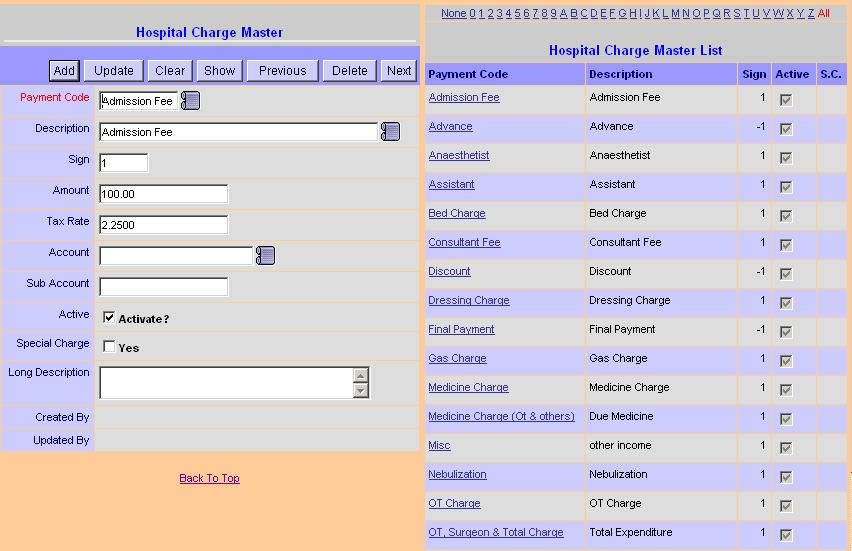 Hospital Charge Master
Add Update Clear Show Previous Delete Next
Payment Code Admission Fee
Description Admission Fee
Sign 1
Amount 100.00
Tax Rate 2.2500
Account
Sub Account
Active Activate?
Special Charge Yes
Long Description
Created By
Updated By
Back To Top
None 0 1 2 3 4 5 6 7 8 9 A B C D E F G H I J K L M N O P Q R S T U V W X Y Z All
Hospital Charge Master List
Payment Code Description Sign Active S.C.
Admission Fee Admission Fee 1
Advance Advance -1
Anaesthetist Anaesthetist 1
Assistant Assistant 1
Bed Charge Bed Charge 1
Consultant Fee Consultant Fee 1
Discount Discount -1
Dressing Charge Dressing Charge 1
Final Payment Final Payment -1
Gas Charge Gas Charge 1
Medicine Charge Medicine Charge 1
Medicine Charge (Ot & others) Due Medicine 1
Misc other income 1
Nebulization Nebulization 1
OT Charge OT Charge 1
OT, Surgeon & Total Charge Total Expenditure 1